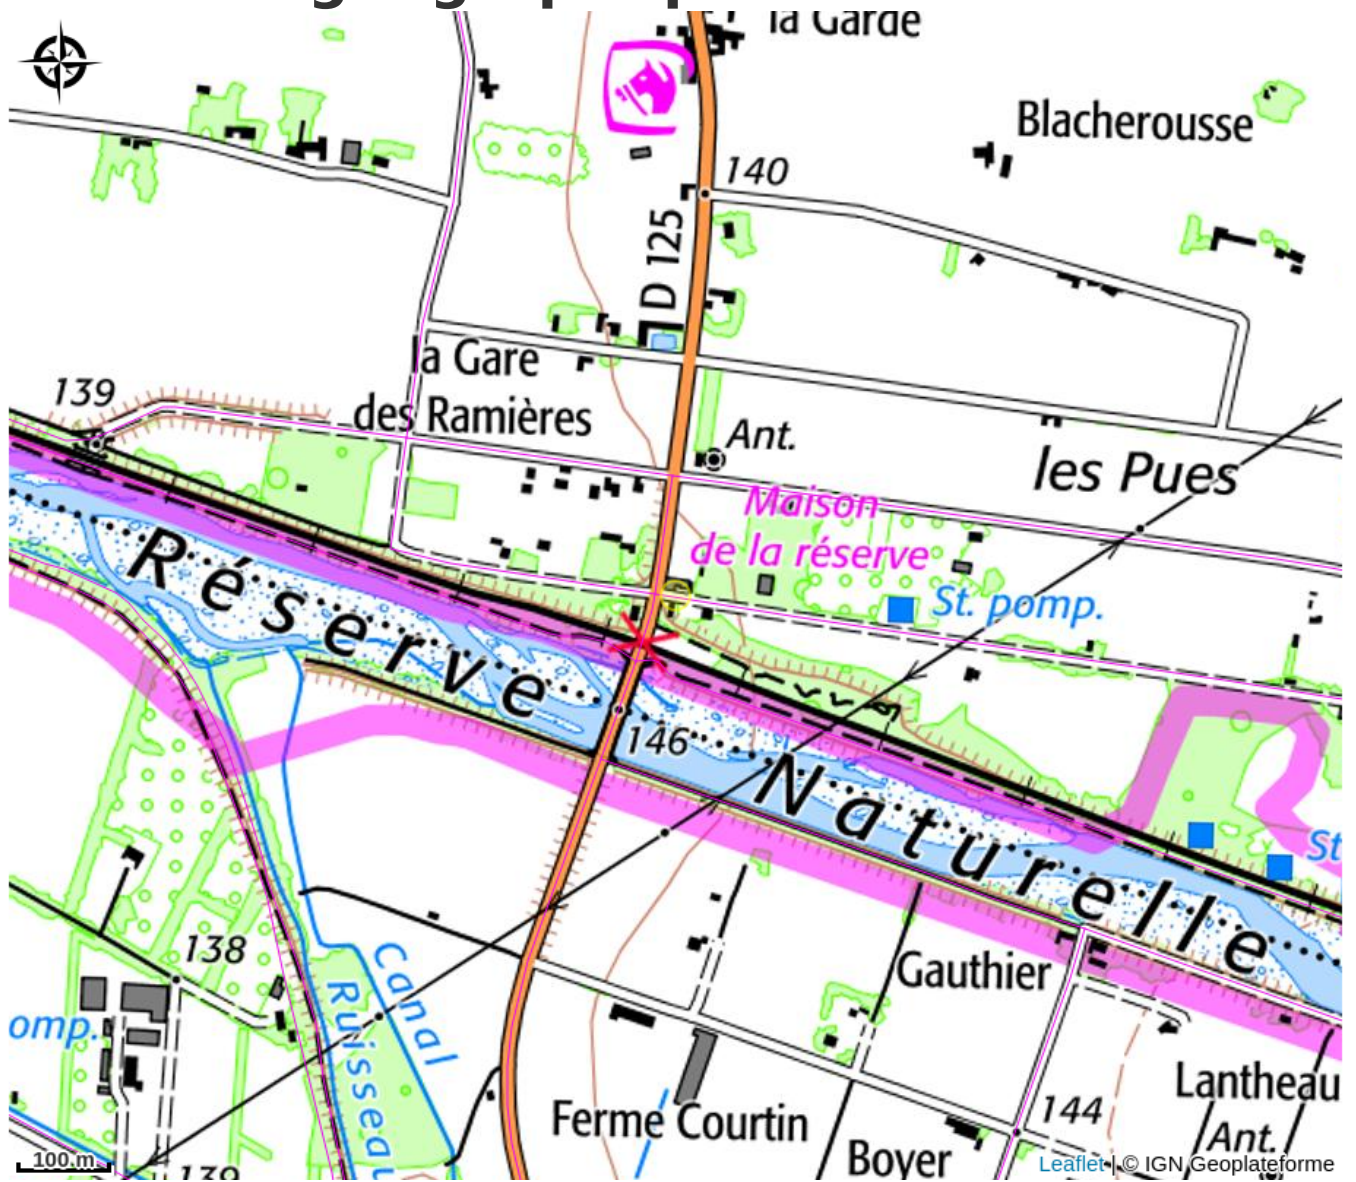 la Garde
Blacherousse
140
D 125
la Gare
des Ramières
139
Ant.
les Pues
Maison
de la réserve
St. pomp.
Réserve
146
Naturelle
St
138
Canal
Ruisseau
omp.
Gauthier
Lantheau
144
Ant.
Ferme Courtin
Boyer
139
100 m
Leaflet | © IGN Geoplateforme